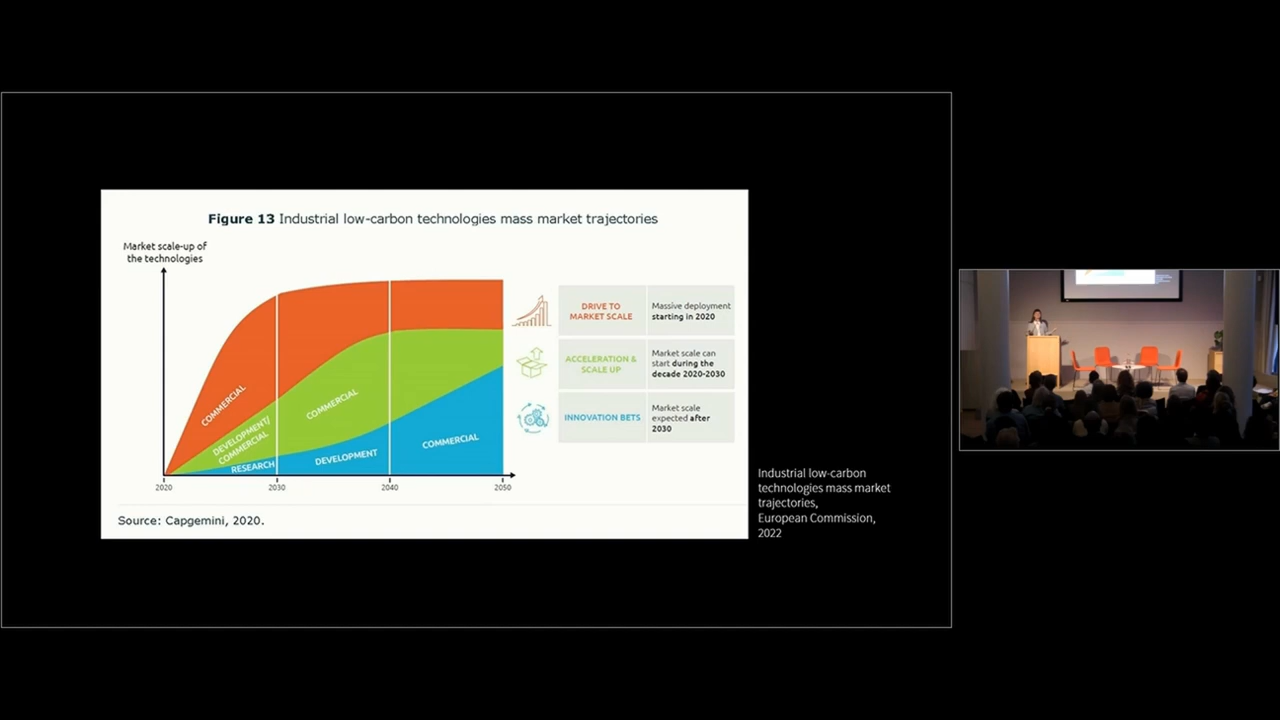 Figure 13 Industrial low-carbon technologies mass market trajectories
Market scale-up of
the technologies
COMMERCIAL
DEVELOPMENT/
COMMERCIAL
RESEARCH
COMMERCIAL
DEVELOPMENT
COMMERCIAL
2020
2030
2040
2050
DRIVE TO
MARKET SCALE
Massive deployment
starting in 2020
ACCELERATION &
SCALE UP
Market scale can
start during the
decade 2020-2030
INNOVATION BETS
Market scale
expected after
2030
Source: Capgemini, 2020.
Industrial low-carbon
technologies mass market
trajectories,
European Commission,
2022